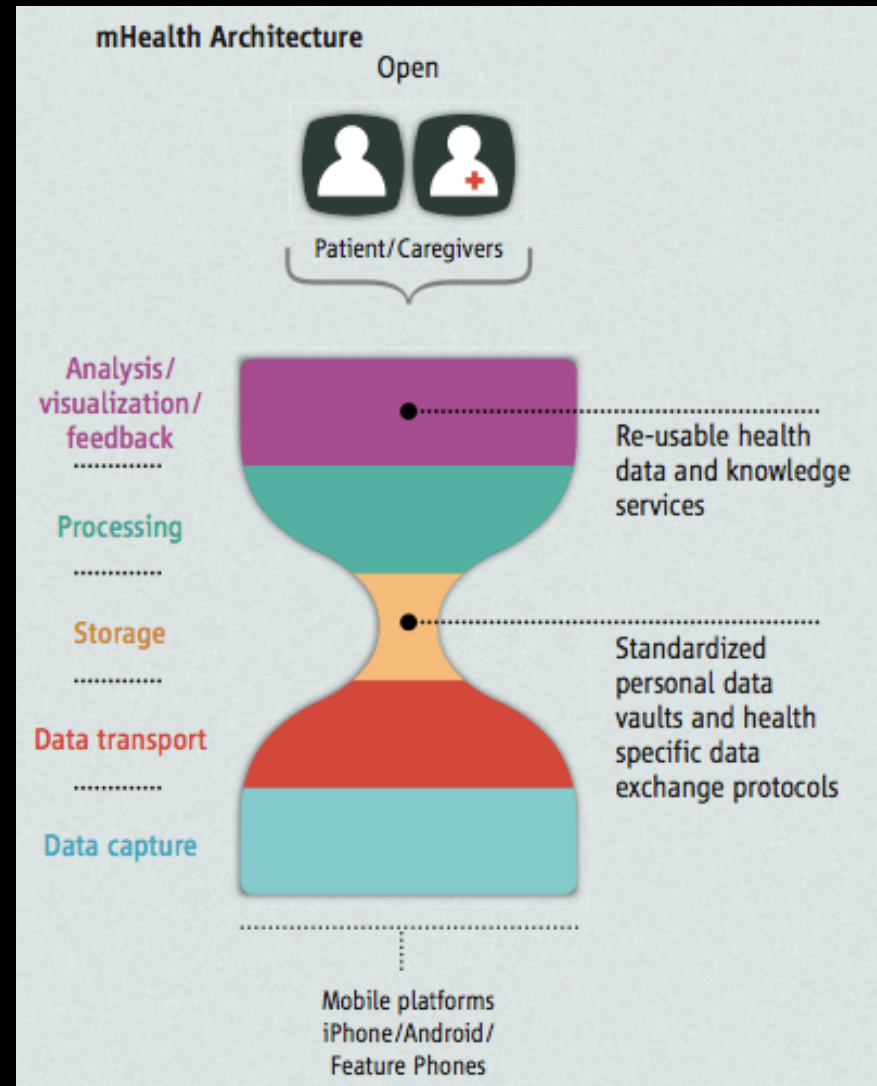 mHealth Architecture
Open
Patient/Caregivers
Analysis/
visualization/
feedback
Re-usable health
data and knowledge
services
Processing
Storage
Standardized
personal data
vaults and health
specific data
exchange protocols
Data transport
Data capture
Mobile platforms
iPhone/Android/
Feature Phones